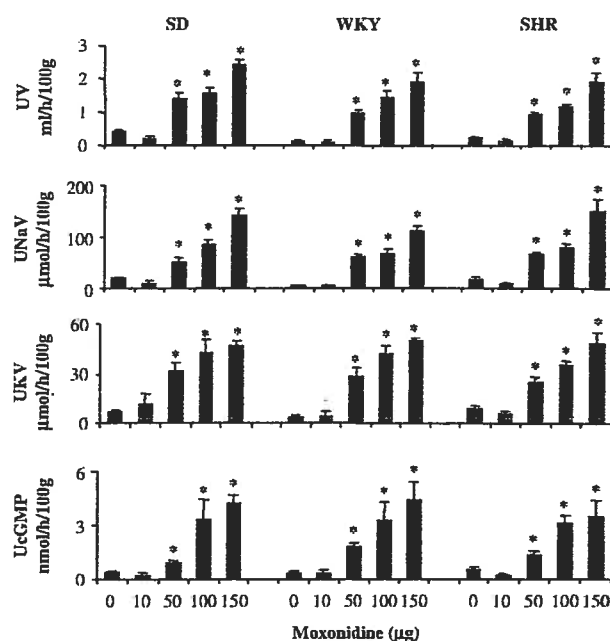 SD WKY SHR
UV
ml/h/100g
3
2
1
0
* * * * * * * * *
UNaV
µmol/h/100g
200
100
0
* * * * * * * * *
UKV
µmol/h/100g
60
30
0
* * * * * * * * *
UcGMP
nmol/h/100g
6
3
0
* * * * * * * * *
0 10 50 100 150 0 10 50 100 150 0 10 50 100 150
Moxonidine (µg)